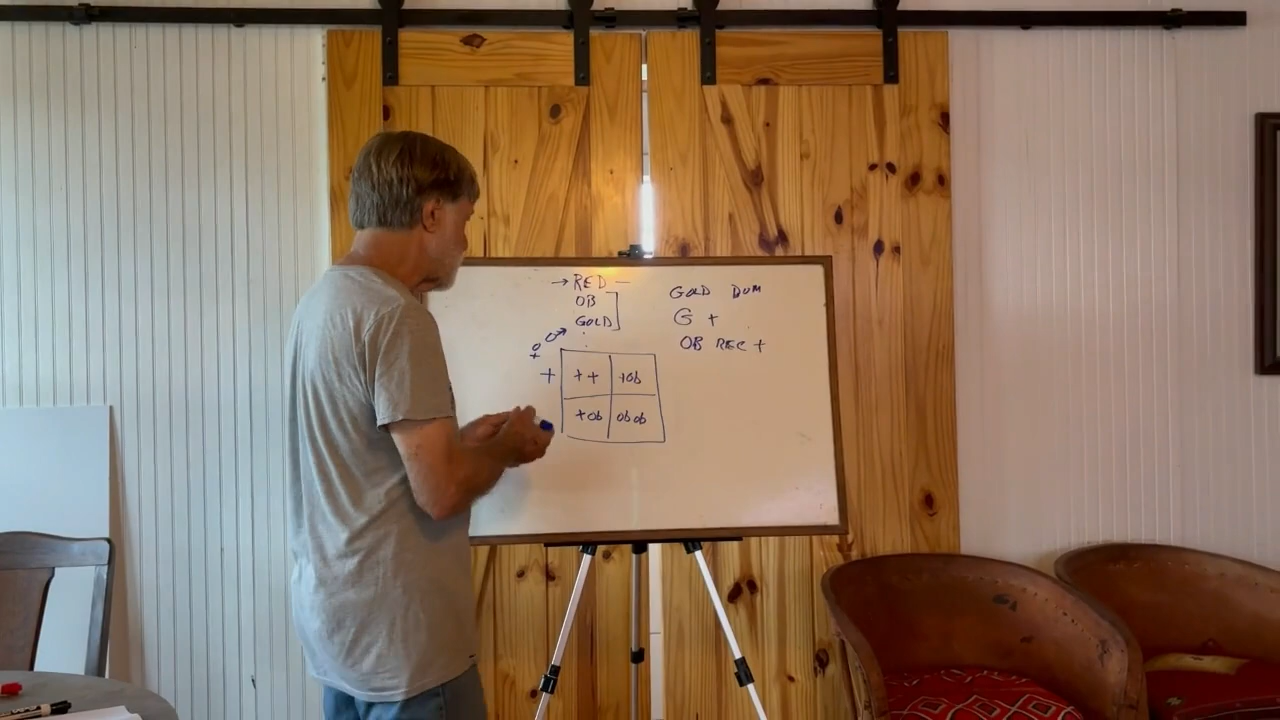 → RED —
OB
GOLD
GOLD DOM
G +
OB REC +
♀ ♂
+
+ + +ob
+ob obob